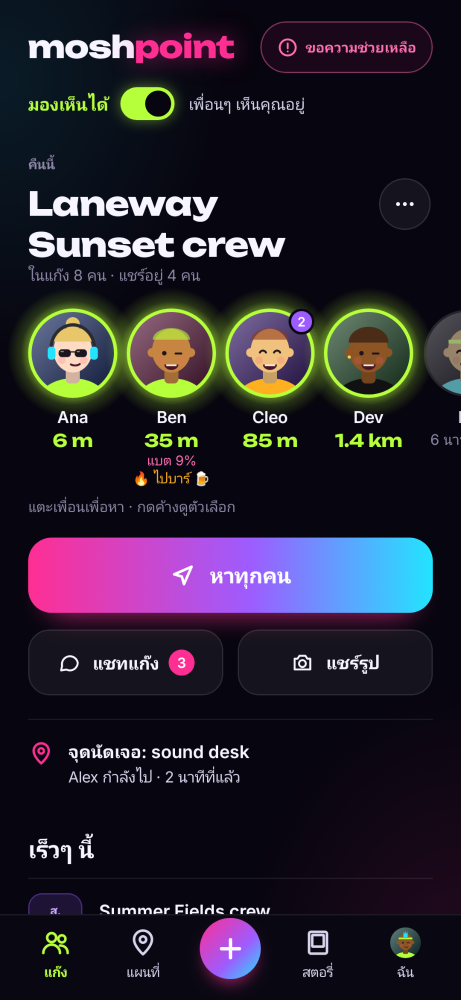 moshpoint
ขอความช่วยเหลือ
มองเห็นได้
เพื่อนๆ เห็นคุณอยู่
คืนนี้
Laneway
Sunset crew
ในแก๊ง 8 คน · แชร์อยู่ 4 คน
2
Ana
Ben
Cleo
Dev
6 m
35 m
85 m
1.4 km
6 นา
แบต 9%
🔥 ไปบาร์ 🍺
แตะเพื่อนเพื่อหา · กดค้างดูตัวเลือก
หาทุกคน
แชทแก๊ง 3
แชร์รูป
จุดนัดเจอ: sound desk
Alex กำลังไป · 2 นาทีที่แล้ว
เร็วๆ นี้
ส.
Summer Fields crew
แก๊ง
แผนที่
สตอรี่
ฉัน